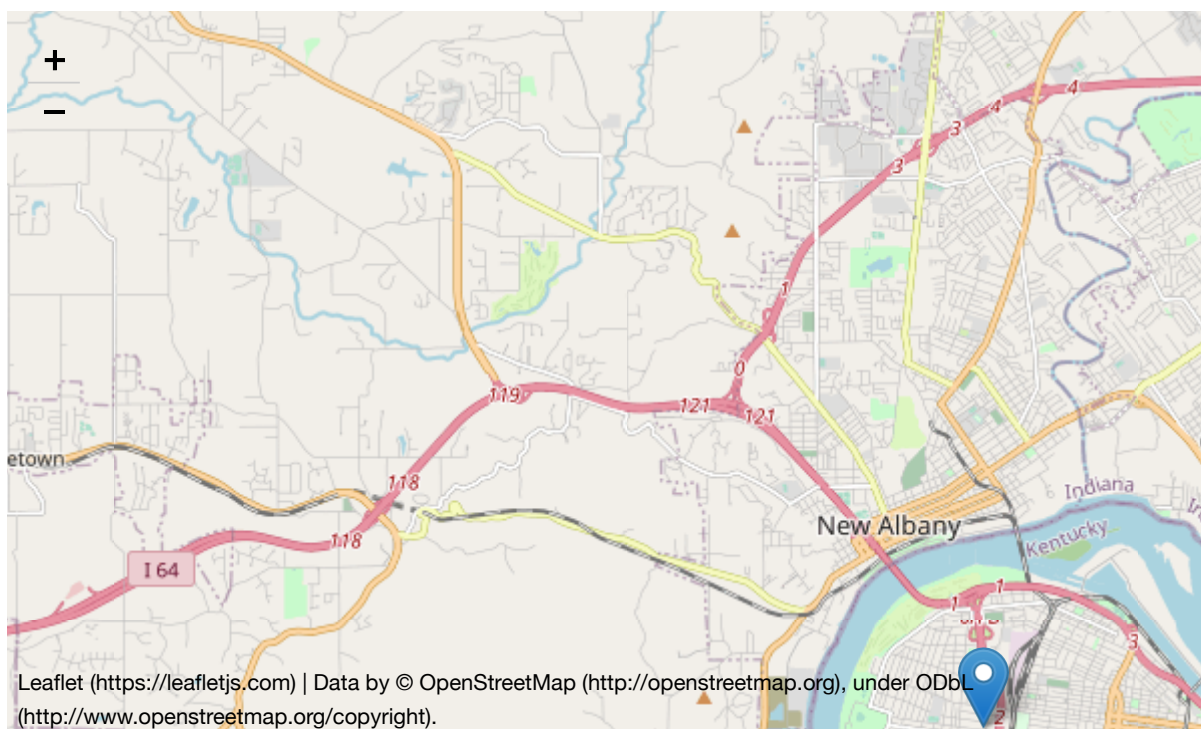 +
−
4
4
3
3
1
0
119
121
121
etown
118
118
I 64
New Albany
Indiana
Kentucky
1
1
3
2
Leaflet (https://leafletjs.com) | Data by © OpenStreetMap (http://openstreetmap.org), under ODbL
(http://www.openstreetmap.org/copyright).